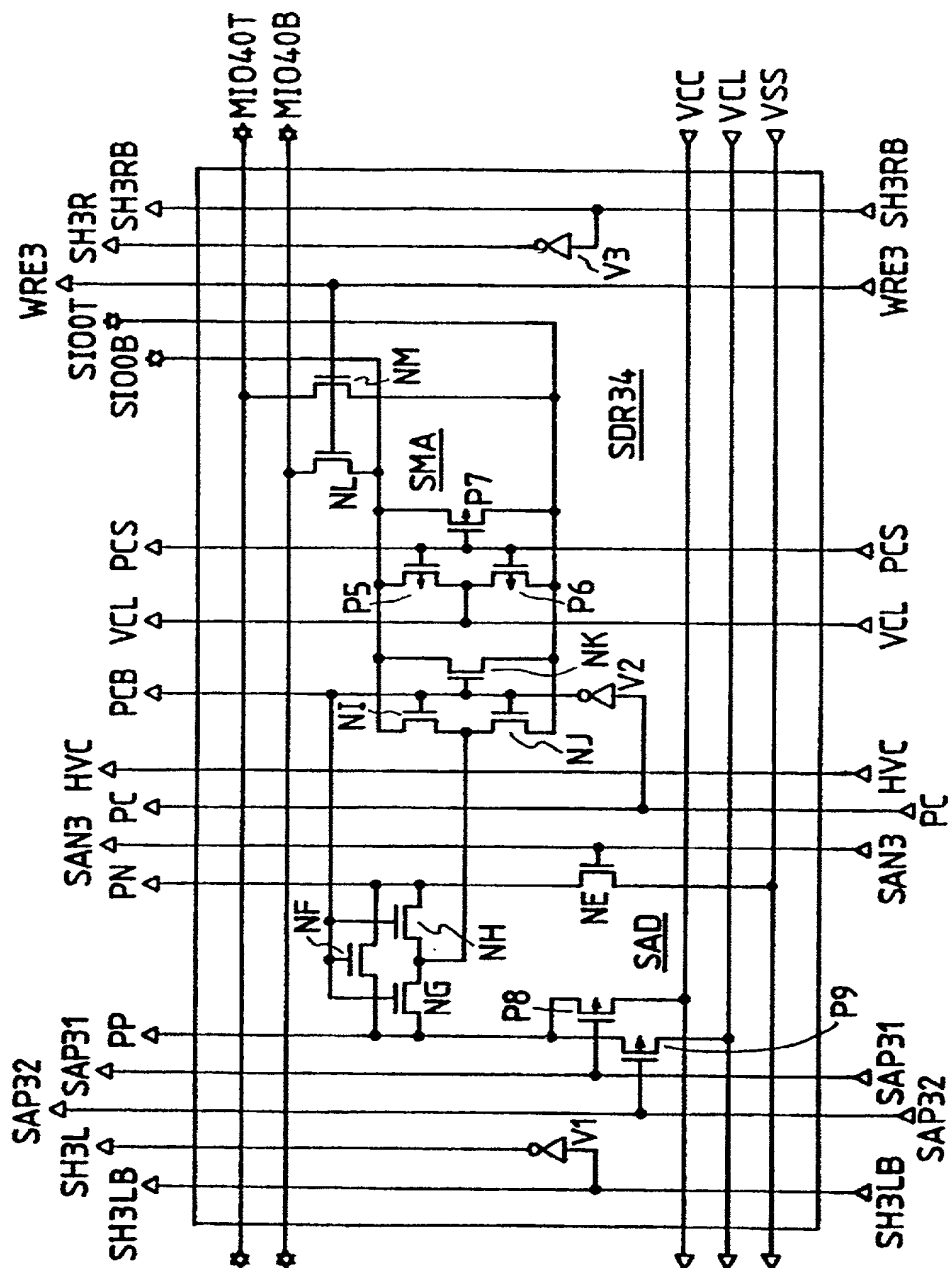 SAP32
SH3LB
SH3L
SAP31
PP
PN
SAN3
PC
HVC
PCB
VCL
PCS
SIO0B
SIO0T
WRE3
SH3R
SH3RB
MIO40T
MIO40B
NF
NG
NH
NI
NJ
NK
P5
P6
P7
SMA
NL
NM
V1
P8
P9
SAD
NE
V2
SDR34
V3
VCC
VCL
VSS
SH3LB
SAP32
SAP31
SAN3
PC
HVC
VCL
PCS
WRE3
SH3RB